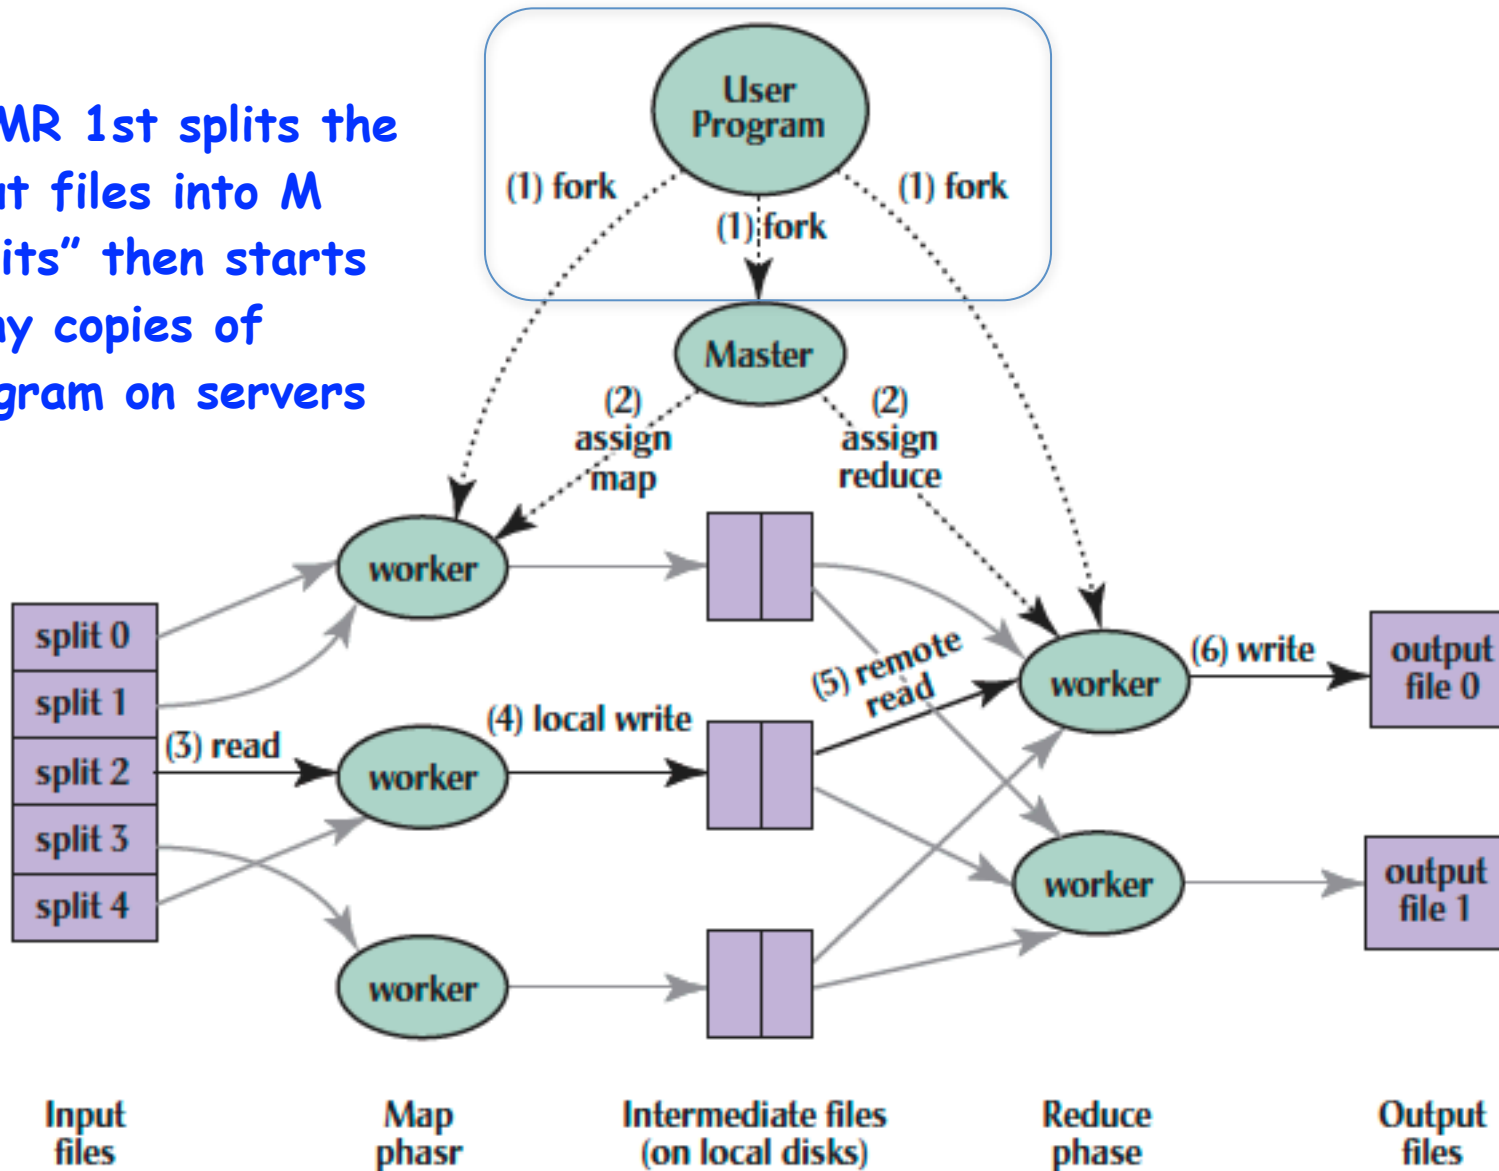 User
Program
MR 1st splits the
files into M
then starts
copies of
on servers
(1) fork
(1) fork
(1) fork
Master
(2)
assign
map
(2)
assign
reduce
worker
split 0
split 1
split 2
split 3
split 4
(3) read
worker
(4) local write
(5) remote
read
worker
(6) write
output
file 0
worker
output
file 1
worker
Input
files
Map
phasr
Intermediate files
(on local disks)
Reduce
phase
Output
files